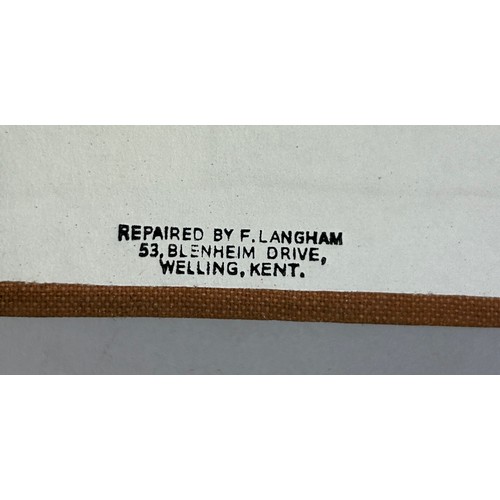 REPAIRED BY F. LANGHAM
53, BLENHEIM DRIVE,
WELLING, KENT.